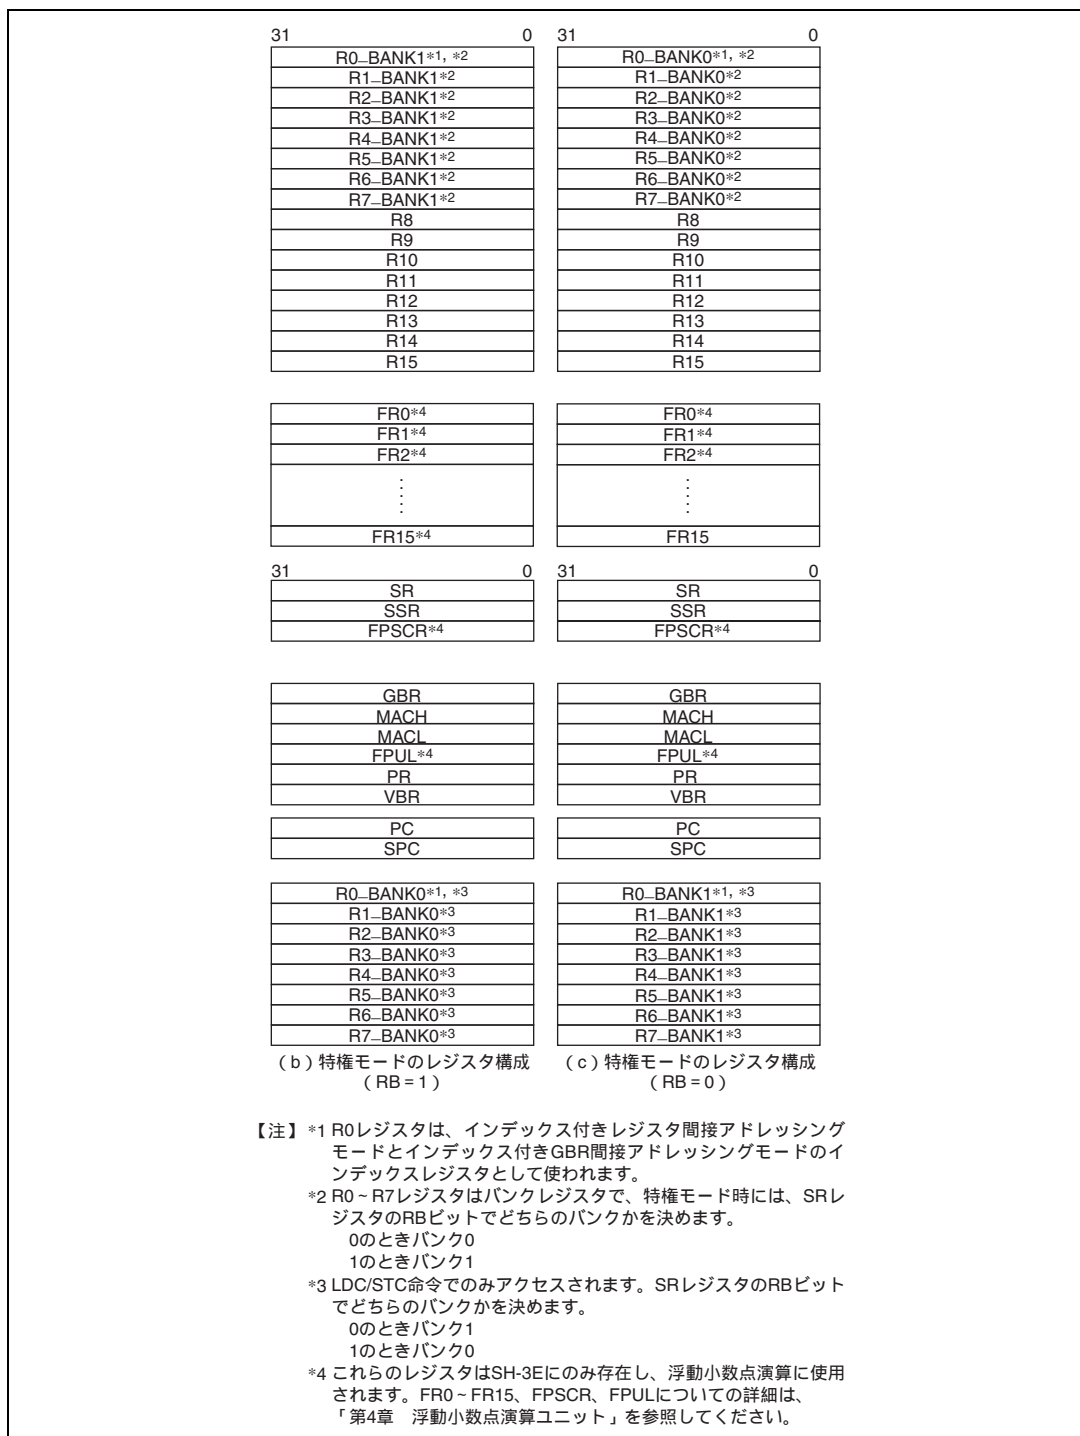 31 0 31 0
R0_BANK1*1, *2 R0_BANK0*1, *2
R1_BANK1*2 R1_BANK0*2
R2_BANK1*2 R2_BANK0*2
R3_BANK1*2 R3_BANK0*2
R4_BANK1*2 R4_BANK0*2
R5_BANK1*2 R5_BANK0*2
R6_BANK1*2 R6_BANK0*2
R7_BANK1*2 R7_BANK0*2
R8 R8
R9 R9
R10 R10
R11 R11
R12 R12
R13 R13
R14 R14
R15 R15
FR0*4 FR0*4
FR1*4 FR1*4
FR2*4 FR2*4
FR15*4 FR15
31 0 31 0
SR SR
SSR SSR
FPSCR*4 FPSCR*4
GBR GBR
MACH MACH
MACL MACL
FPUL*4 FPUL*4
PR PR
VBR VBR
PC PC
SPC SPC
R0_BANK0*1, *3 R0_BANK1*1, *3
R1_BANK0*3 R1_BANK1*3
R2_BANK0*3 R2_BANK1*3
R3_BANK0*3 R3_BANK1*3
R4_BANK0*3 R4_BANK1*3
R5_BANK0*3 R5_BANK1*3
R6_BANK0*3 R6_BANK1*3
R7_BANK0*3 R7_BANK1*3
（b）特権モードのレジスタ構成 （c）特権モードのレジスタ構成
（RB = 1） （RB = 0）
【注】 *1 R0レジスタは、インデックス付きレジスタ間接アドレッシング
モードとインデックス付きGBR間接アドレッシングモードのイ
ンデックスレジスタとして使われます。
*2 R0～R7レジスタはバンクレジスタで、特権モード時には、SRレ
ジスタのRBビットでどちらのバンクかを決めます。
0のときバンク0
1のときバンク1
*3 LDC/STC命令でのみアクセスされます。SRレジスタのRBビット
でどちらのバンクかを決めます。
0のときバンク1
1のときバンク0
*4 これらのレジスタはSH-3Eにのみ存在し、浮動小数点演算に使用
されます。FR0～FR15、FPSCR、FPULについての詳細は、
「第4章　浮動小数点演算ユニット」を参照してください。